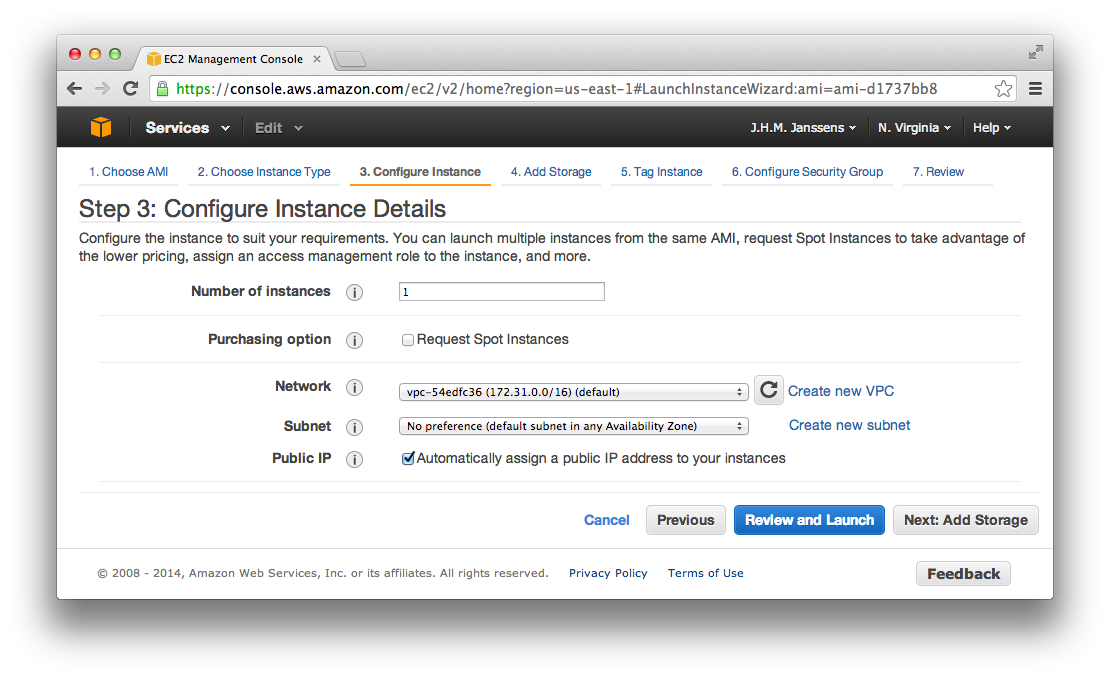 EC2 Management Console
https://console.aws.amazon.com/ec2/v2/home?region=us-east-1#LaunchInstanceWizard:ami=ami-d1737bb8
Services Edit J.H.M. Janssens N. Virginia Help
1. Choose AMI 2. Choose Instance Type 3. Configure Instance 4. Add Storage 5. Tag Instance 6. Configure Security Group 7. Review
Step 3: Configure Instance Details
Configure the instance to suit your requirements. You can launch multiple instances from the same AMI, request Spot Instances to take advantage of
the lower pricing, assign an access management role to the instance, and more.
Number of instances i 1
Purchasing option i Request Spot Instances
Network i vpc-54edfc36 (172.31.0.0/16) (default) Create new VPC
Subnet i No preference (default subnet in any Availability Zone) Create new subnet
Public IP i Automatically assign a public IP address to your instances
Cancel Previous Review and Launch Next: Add Storage
© 2008 - 2014, Amazon Web Services, Inc. or its affiliates. All rights reserved. Privacy Policy Terms of Use Feedback